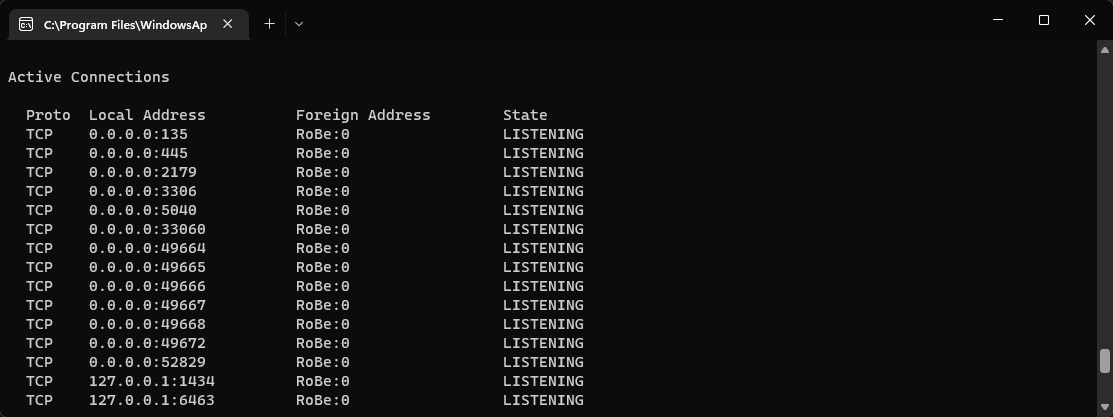 C:\Program Files\WindowsAp
Active Connections
Proto  Local Address          Foreign Address        State
TCP    0.0.0.0:135            RoBe:0                 LISTENING
TCP    0.0.0.0:445            RoBe:0                 LISTENING
TCP    0.0.0.0:2179           RoBe:0                 LISTENING
TCP    0.0.0.0:3306           RoBe:0                 LISTENING
TCP    0.0.0.0:5040           RoBe:0                 LISTENING
TCP    0.0.0.0:33060          RoBe:0                 LISTENING
TCP    0.0.0.0:49664          RoBe:0                 LISTENING
TCP    0.0.0.0:49665          RoBe:0                 LISTENING
TCP    0.0.0.0:49666          RoBe:0                 LISTENING
TCP    0.0.0.0:49667          RoBe:0                 LISTENING
TCP    0.0.0.0:49668          RoBe:0                 LISTENING
TCP    0.0.0.0:49672          RoBe:0                 LISTENING
TCP    0.0.0.0:52829          RoBe:0                 LISTENING
TCP    127.0.0.1:1434         RoBe:0                 LISTENING
TCP    127.0.0.1:6463         RoBe:0                 LISTENING